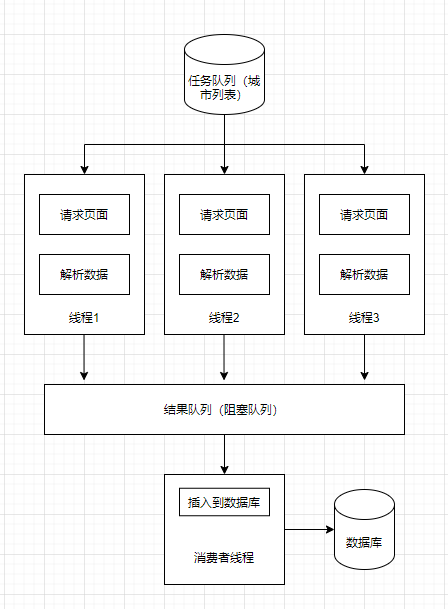 任务队列（城
市列表）
请求页面
请求页面
请求页面
解析数据
解析数据
解析数据
线程1
线程2
线程3
结果队列（阻塞队列）
插入到数据库
消费者线程
数据库